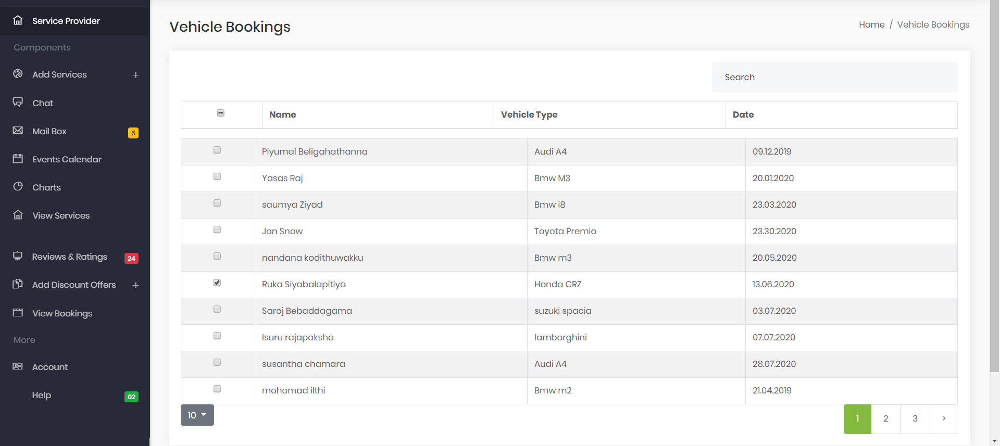 Service Provider
Components
Add Services +
Chat
Mail Box 5
Events Calendar
Charts
View Services
Reviews & Ratings 24
Add Discount Offers +
View Bookings
More
Account
Help 02
Vehicle Bookings
Home / Vehicle Bookings
Search
Name Vehicle Type Date
Piyumal Beligahathanna Audi A4 09.12.2019
Yasas Raj Bmw M3 20.01.2020
saumya Ziyad Bmw i8 23.03.2020
Jon Snow Toyota Premio 23.30.2020
nandana kodithuwakku Bmw m3 20.05.2020
Ruka Siyabalapitiya Honda CRZ 13.06.2020
Saroj Bebaddagama suzuki spacia 03.07.2020
Isuru rajapaksha lamborghini 07.07.2020
susantha chamara Audi A4 28.07.2020
mohomad ilthi Bmw m2 21.04.2019
10
1 2 3 >